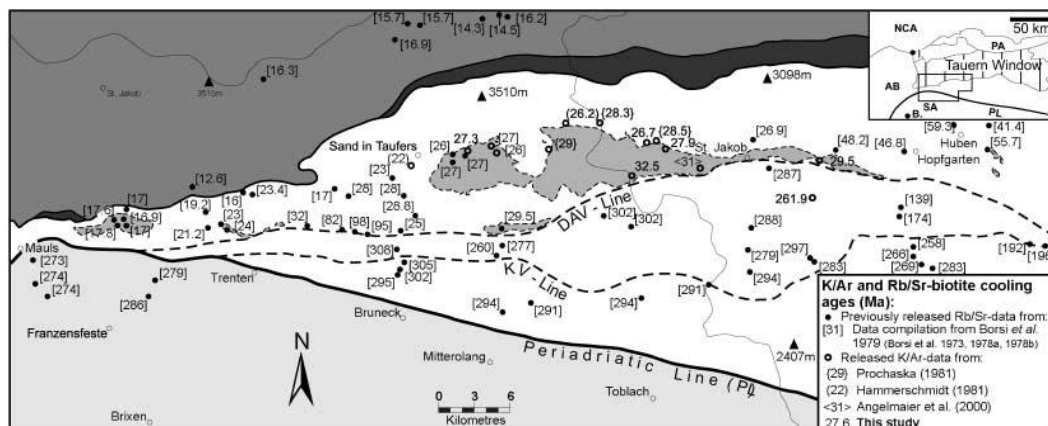 [15.7]
[15.7]
[14.3]
[14.5]
[16.2]
[16.9]
[16.3]
St. Jakob
3510m
3510m
3098m
NCA
50 km
PA
Tauern Window
AB
SA
B.
PL
[59.3]
[41.4]
Huben
[55.7]
Hopfgarten
[46.8]
[48.2]
{26.2}
{28.3}
[26.9]
26.7
{28.5}
27.9
St. Jakob
<31>
29.5
Sand in Taufers
27.3
[27]
[26]
[26]
[27]
[27]
{29}
(22)
[23]
32.5
[287]
261.9
[12.6]
[16]
[23.4]
[17]
[28]
[28]
[28.8]
[17]
[17.6]
[16.9]
[17.8]
[17]
[19.2]
[23]
[24]
[21.2]
[32]
[82]
[98]
[95]
[25]
[29.5]
[302]
[302]
DAV - Line
[288]
[139]
[174]
[308]
[260]
[277]
[279]
[297]
[283]
[294]
[258]
[266]
[269]
[283]
[192]
Mauls
[273]
[274]
[274]
[279]
[286]
Trenten
[305]
[302]
[295]
KV - Line
[294]
[291]
[294]
[291]
Franzensfeste
Bruneck
N
Mitterolang
Periadriatic Line (PL)
2407m
Toblach
Brixen
0 3 6
Kilometres
K/Ar and Rb/Sr-biotite cooling
ages (Ma):
Previously released Rb/Sr-data from:
[31] Data compilation from Borsi et al.
1979 (Borsi et al. 1973, 1978a, 1978b)
Released K/Ar-data from:
{29} Prochaska (1981)
(22) Hammerschmidt (1981)
<31> Angelmaier et al. (2000)
27.6 This study